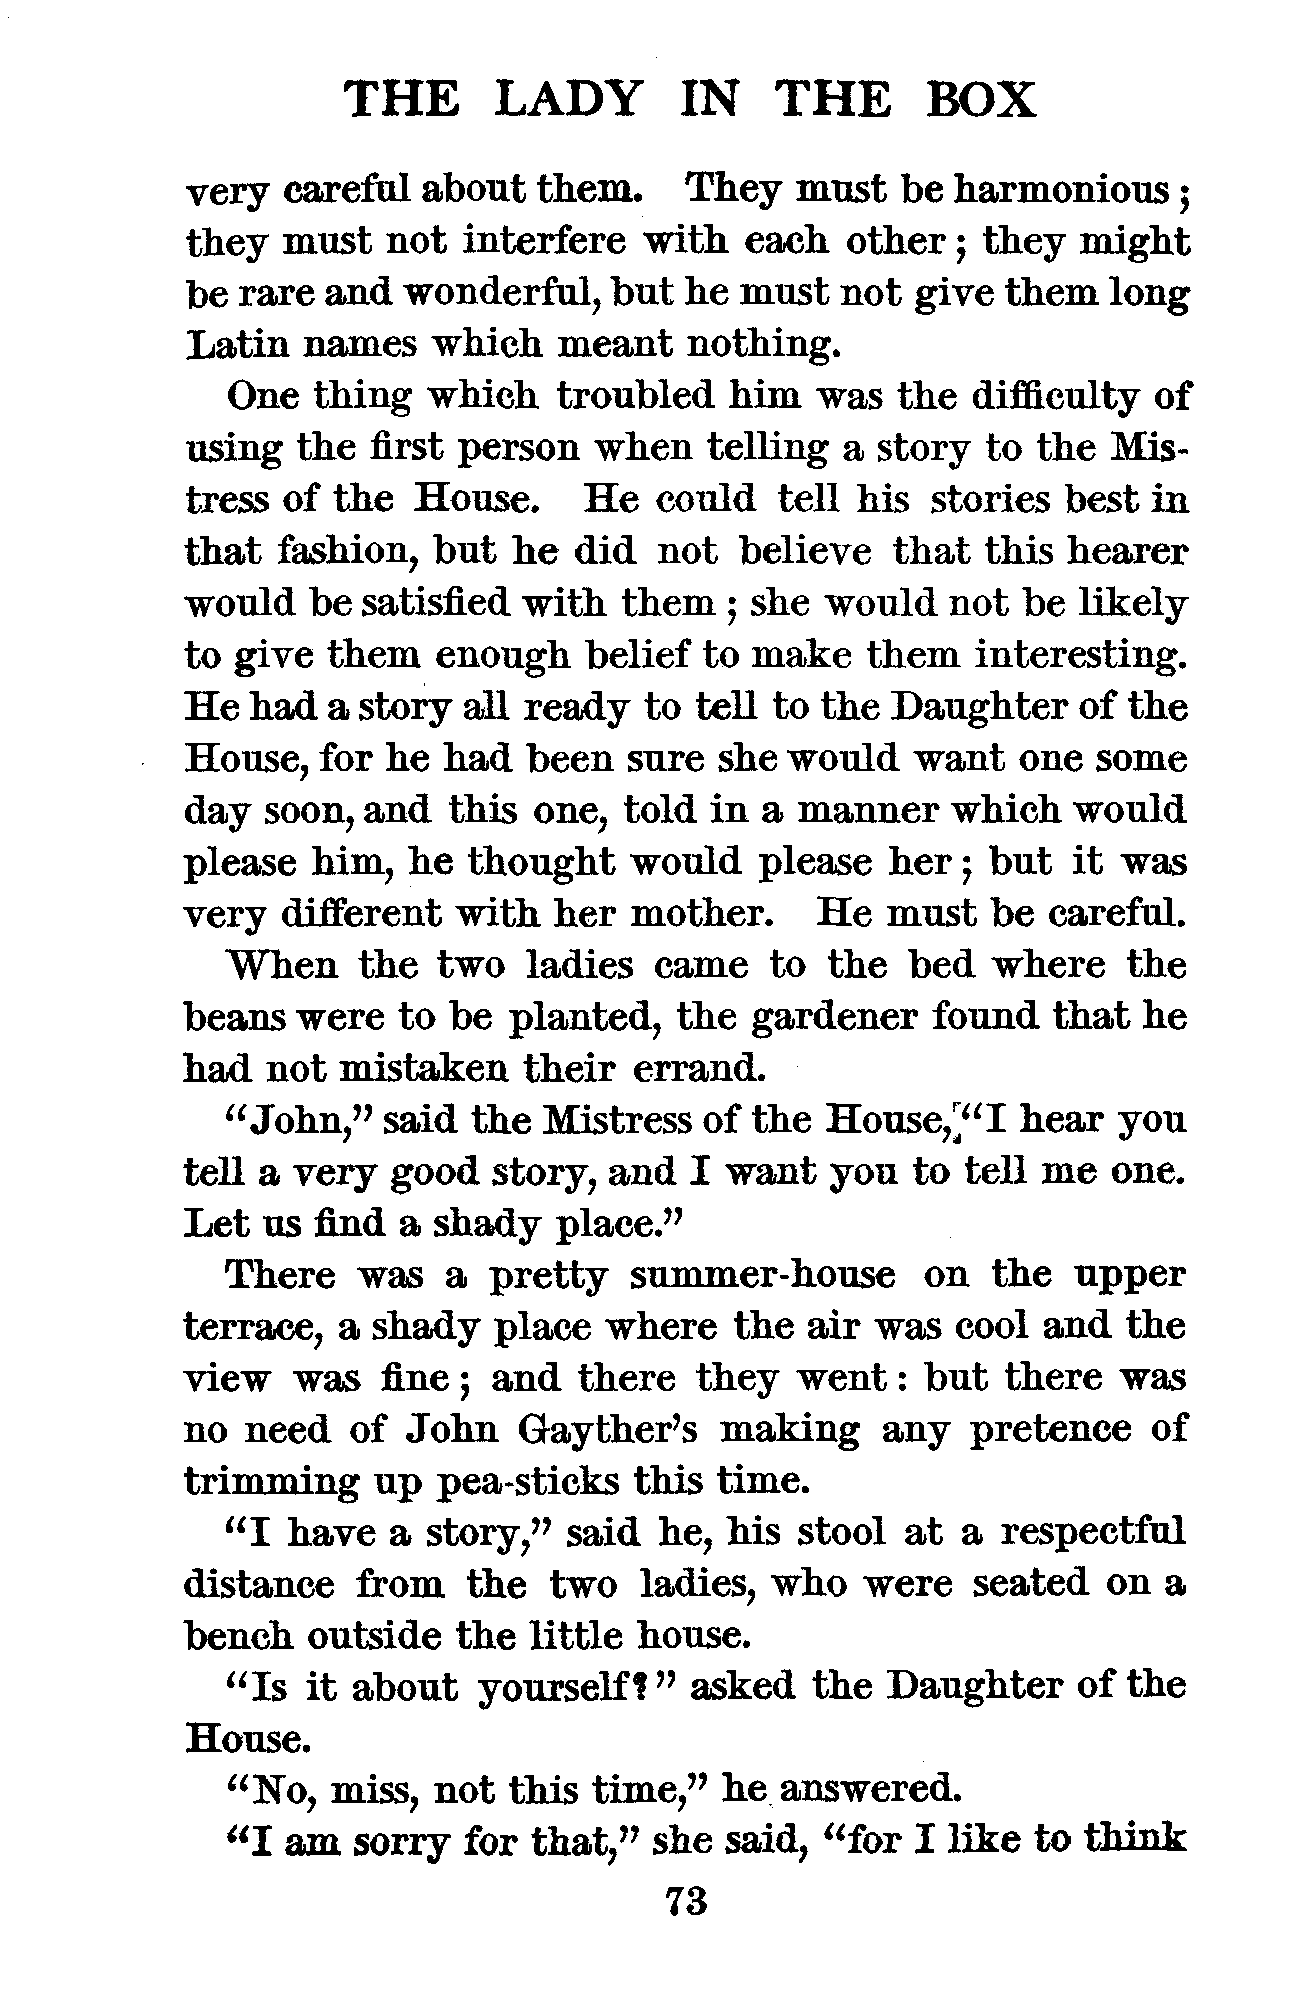 THE LADY IN THE BOX
very careful about them. They must be harmonious;
they must not interfere with each other; they might
be rare and wonderful, but he must not give them long
Latin names which meant nothing.
One thing which troubled him was the difficulty of
using the first person when telling a story to the Mis-
tress of the House. He could tell his stories best in
that fashion, but he did not believe that this hearer
would be satisfied with them; she would not be likely
to give them enough belief to make them interesting.
He had a story all ready to tell to the Daughter of the
House, for he had been sure she would want one some
day soon, and this one, told in a manner which would
please him, he thought would please her; but it was
very different with her mother. He must be careful.
When the two ladies came to the bed where the
beans were to be planted, the gardener found that he
had not mistaken their errand.
“John,” said the Mistress of the House, “I hear you
tell a very good story, and I want you to tell me one.
Let us find a shady place.”
There was a pretty summer-house on the upper
terrace, a shady place where the air was cool and the
view was fine; and there they went: but there was
no need of John Gayther’s making any pretence of
trimming up pea-sticks this time.
“I have a story,” said he, his stool at a respectful
distance from the two ladies, who were seated on a
bench outside the little house.
“Is it about yourself?” asked the Daughter of the
House.
“No, miss, not this time,” he answered.
“I am sorry for that,” she said, “for I like to think
73